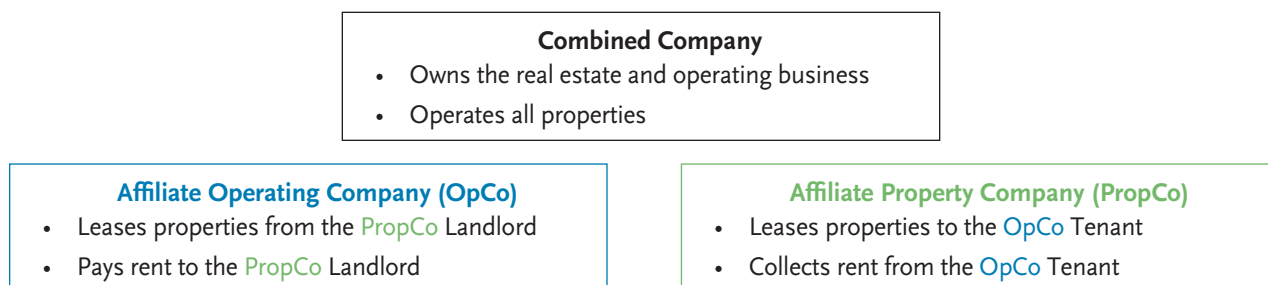 Combined Company
• Owns the real estate and operating business
• Operates all properties
Affiliate Operating Company (OpCo)
• Leases properties from the PropCo Landlord
• Pays rent to the PropCo Landlord
Affiliate Property Company (PropCo)
• Leases properties to the OpCo Tenant
• Collects rent from the OpCo Tenant